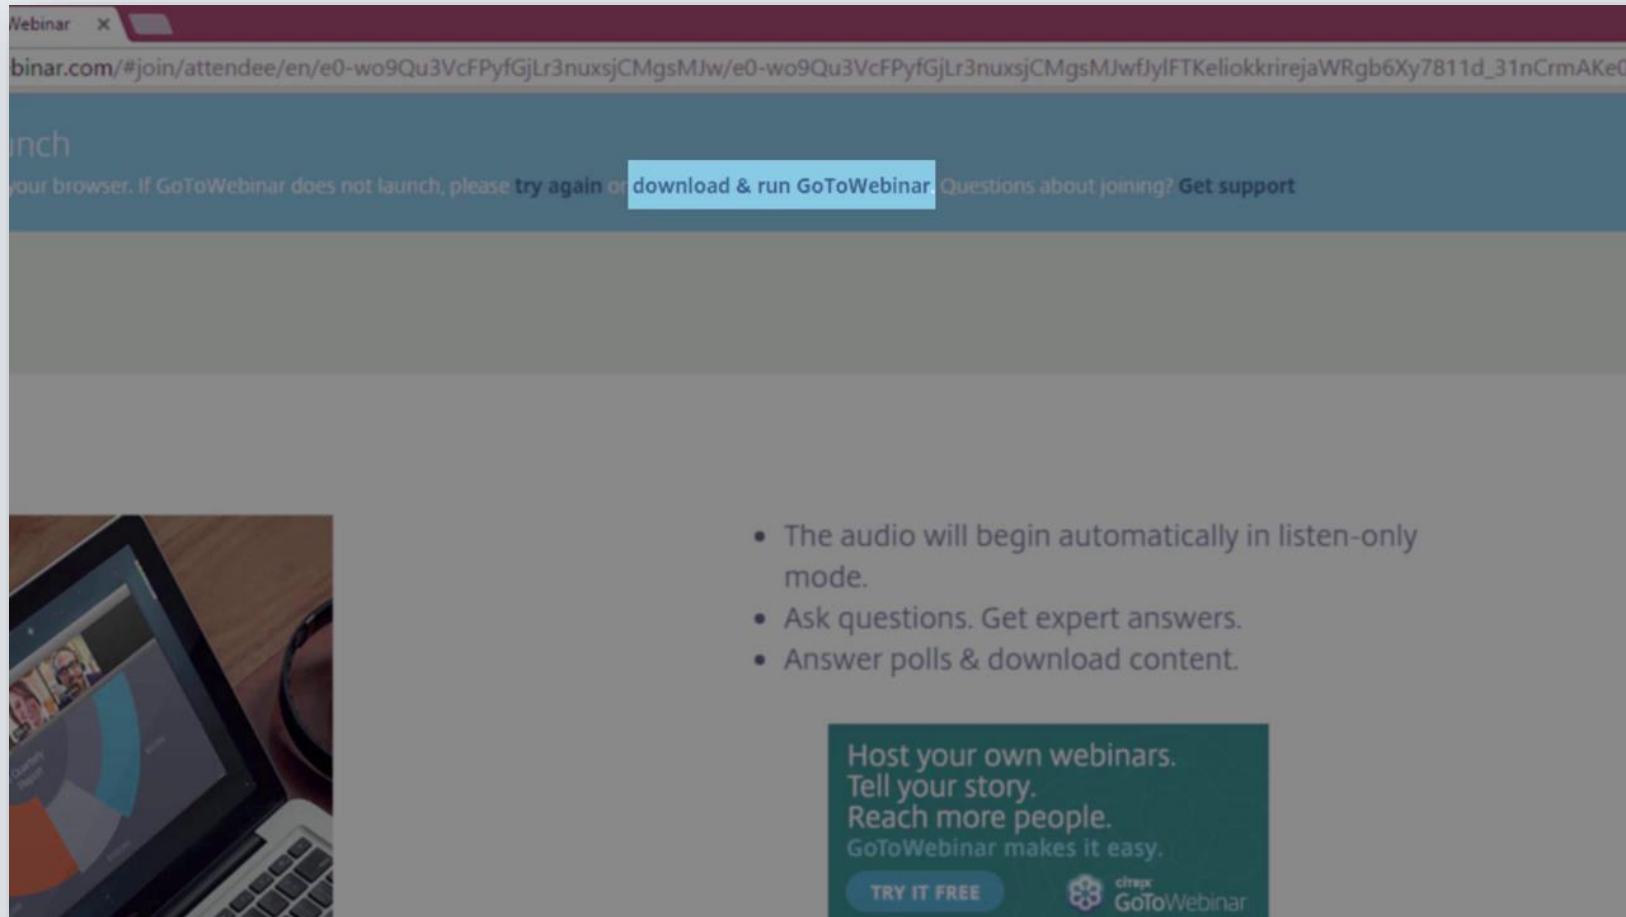 Webinar
binar.com/#join/attendee/en/e0-wo9Qu3VcFPyfGjLr3nuxsjCMgsMJw/e0-wo9Qu3VcFPyfGjLr3nuxsjCMgsMJwfJylFTKeliokkrirejaWRgb6Xy7811d_31nCrmAKe0
unch
your browser. If GoToWebinar does not launch, please try again or download & run GoToWebinar. Questions about joining? Get support
The audio will begin automatically in listen-only
mode.
Ask questions. Get expert answers.
Answer polls & download content.
Quarterly
Report
Host your own webinars.
Tell your story.
Reach more people.
GoToWebinar makes it easy.
TRY IT FREE
citrix
GoToWebinar